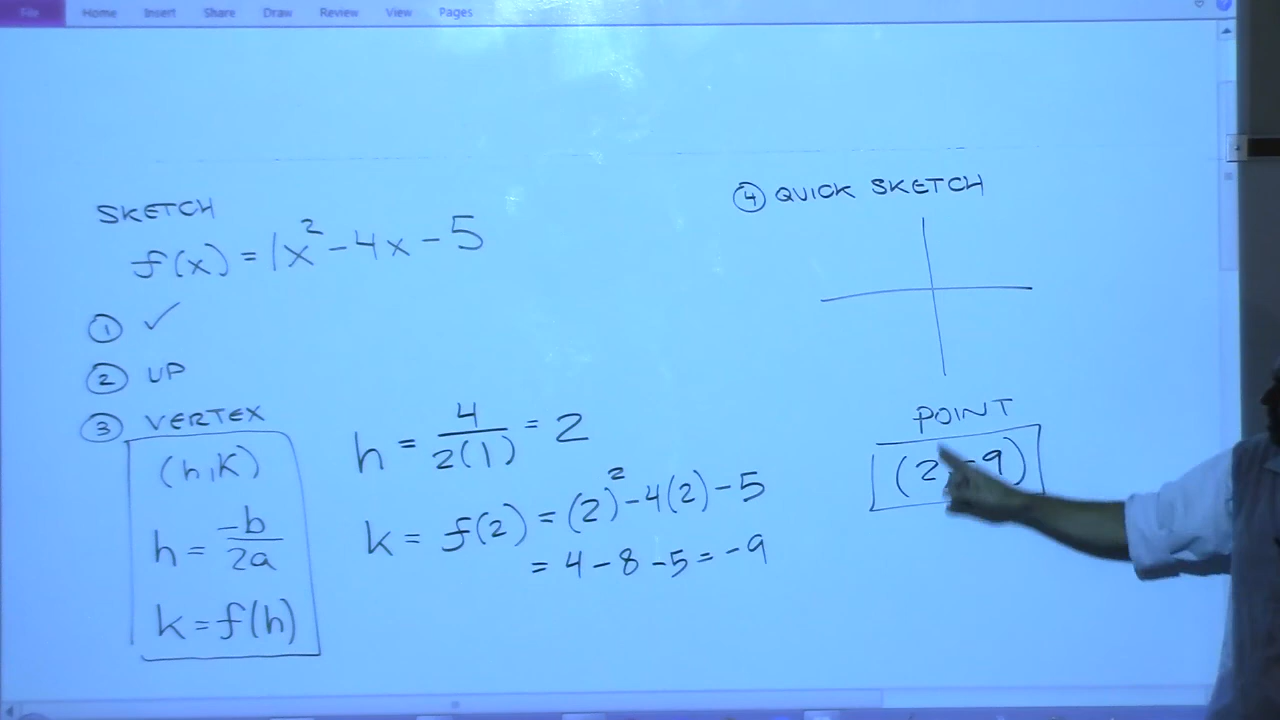 File Home Insert Share Draw Review View Pages
SKETCH
f(x) = 1x² - 4x - 5
① ✓
② UP
③ VERTEX
(h, k)
h = -b/2a
k = f(h)
h = 4/2(1) = 2
k = f(2) = (2)² - 4(2) - 5
= 4 - 8 - 5 = -9
④ QUICK SKETCH
POINT
(2, -9)